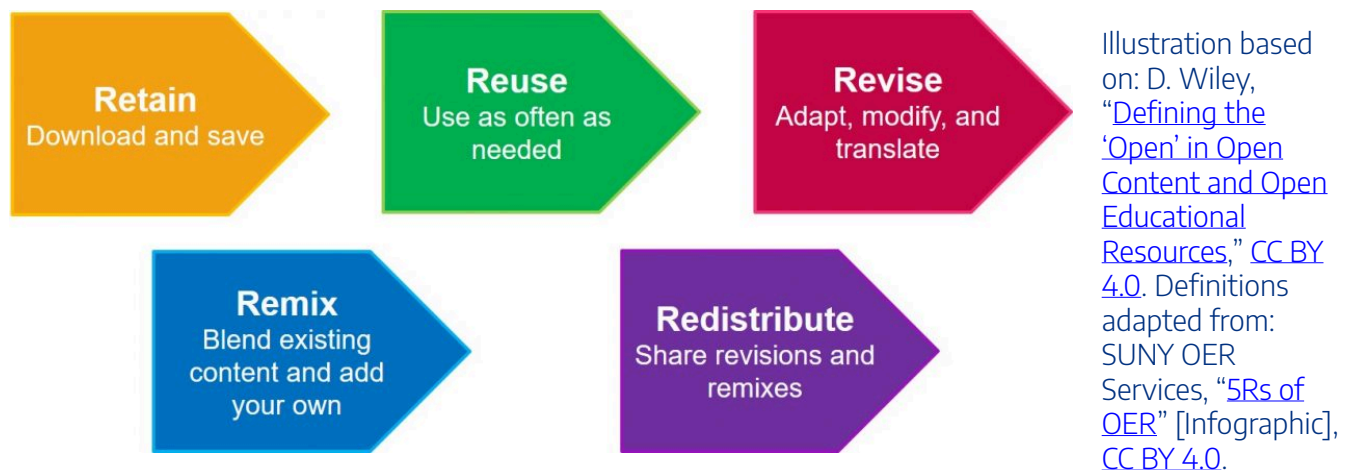 Retain
Download and save
Reuse
Use as often as
needed
Revise
Adapt, modify, and
translate
Remix
Blend existing
content and add
your own
Redistribute
Share revisions and
remixes
Illustration based
on: D. Wiley,
“Defining the
‘Open’ in Open
Content and Open
Educational
Resources,” CC BY
4.0. Definitions
adapted from:
SUNY OER
Services, “5Rs of
OER” [Infographic],
CC BY 4.0.